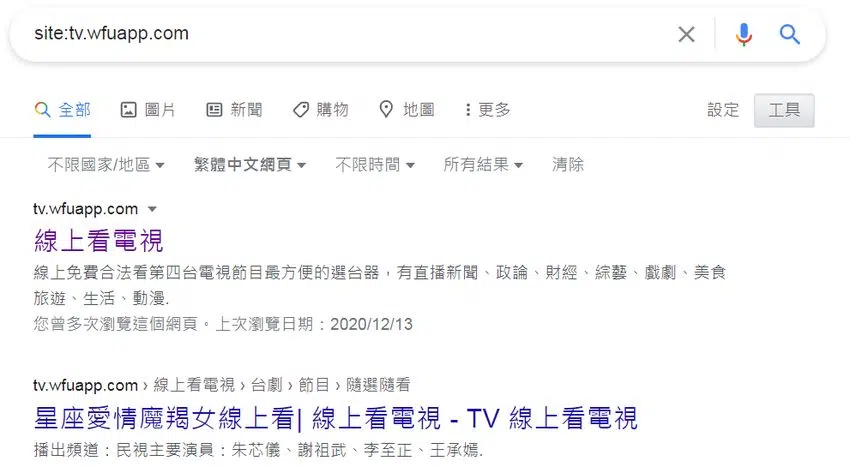 site:tv.wfuapp.com
全部 圖片 新聞 購物 地圖 更多 設定 工具
不限國家/地區 繁體中文網頁 不限時間 所有結果 清除
tv.wfuapp.com
線上看電視
線上免費合法看第四台電視節目最方便的選台器，有直播新聞、政論、財經、綜藝、戲劇、美食
旅遊、生活、動漫.
您曾多次瀏覽這個網頁。上次瀏覽日期：2020/12/13
tv.wfuapp.com › 線上看電視 › 台劇 › 節目 › 隨選隨看
星座愛情魔羯女線上看| 線上看電視 - TV 線上看電視
播出頻道：民視主要演員：朱芯儀、謝祖武、李至正、王承嫣.